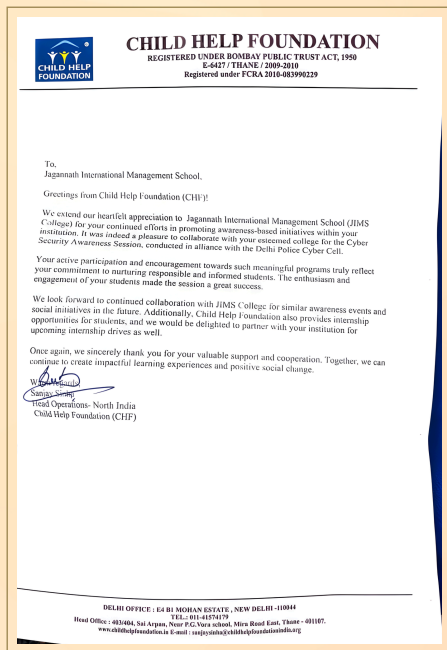 CHILD HELP
FOUNDATION
CHILD HELP FOUNDATION
REGISTERED UNDER BOMBAY PUBLIC TRUST ACT, 1950
E-6427 / THANE / 2009-2010
Registered under FCRA 2010-083990229
To,
Jagannath International Management School.
Greetings from Child Help Foundation (CHF)!
We extend our heartfelt appreciation to Jagannath International Management School (JIMS
College) for your continued efforts in promoting awareness-based initiatives within your
institution. It was indeed a pleasure to collaborate with your esteemed college for the Cyber
Security Awareness Session, conducted in alliance with the Delhi Police Cyber Cell.
Your active participation and encouragement towards such meaningful programs truly reflect
your commitment to nurturing responsible and informed students. The enthusiasm and
engagement of your students made the session a great success.
We look forward to continued collaboration with JIMS College for similar awareness events and
social initiatives in the future. Additionally, Child Help Foundation also provides internship
opportunities for students, and we would be delighted to partner with your institution for
upcoming internship drives as well.
Once again, we sincerely thank you for your valuable support and cooperation. Together, we can
continue to create impactful learning experiences and positive social change.
Regards
Sanjay Sinha
Head Operations- North India
Child Help Foundation (CHF)
DELHI OFFICE : E4 B1 MOHAN ESTATE , NEW DELHI -110044
TEL.: 011-41574179
Head Office : 403/404, Sai Arpan, Near P.G.Vora school, Mira Road East, Thane - 401107.
www.childhelpfoundation.in E-mail : sanjaysinha@childhelpfoundationindia.org